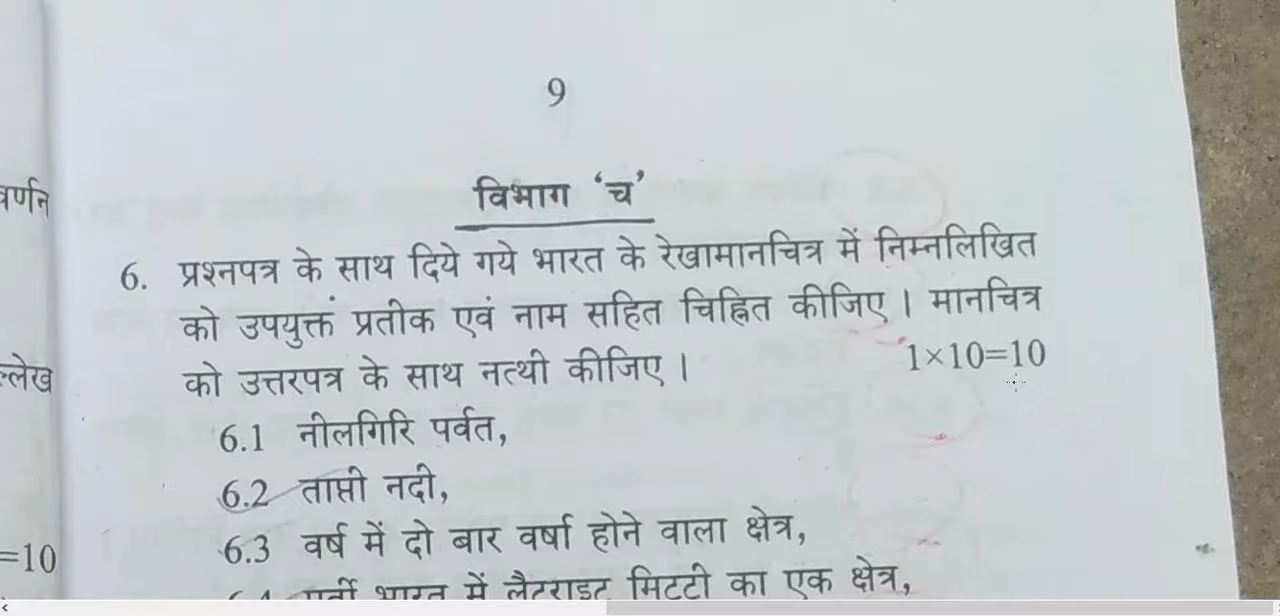 9
विभाग ‘च’
6. प्रश्नपत्र के साथ दिये गये भारत के रेखामानचित्र में निम्नलिखित
को उपयुक्तं प्रतीक एवं नाम सहित चिह्नित कीजिए । मानचित्र
को उत्तरपत्र के साथ नत्थी कीजिए । 1×10=10
6.1 नीलगिरि पर्वत,
6.2 ताप्ती नदी,
6.3 वर्ष में दो बार वर्षा होने वाला क्षेत्र,
भारत में लैटराइट मिटटी का एक क्षेत्र,
=10